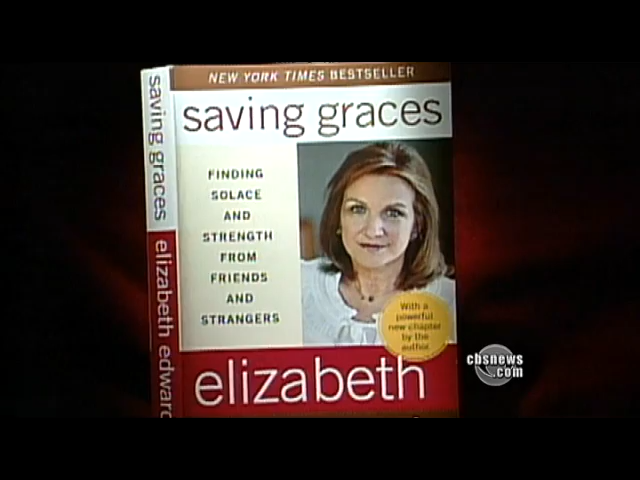 NEW YORK TIMES BESTSELLER
saving graces
FINDING
SOLACE
AND
STRENGTH
FROM
FRIENDS
AND
STRANGERS
With a
powerful
new chapter
by the
author.
elizabeth
saving graces
elizabeth edward
cbsnews
.com